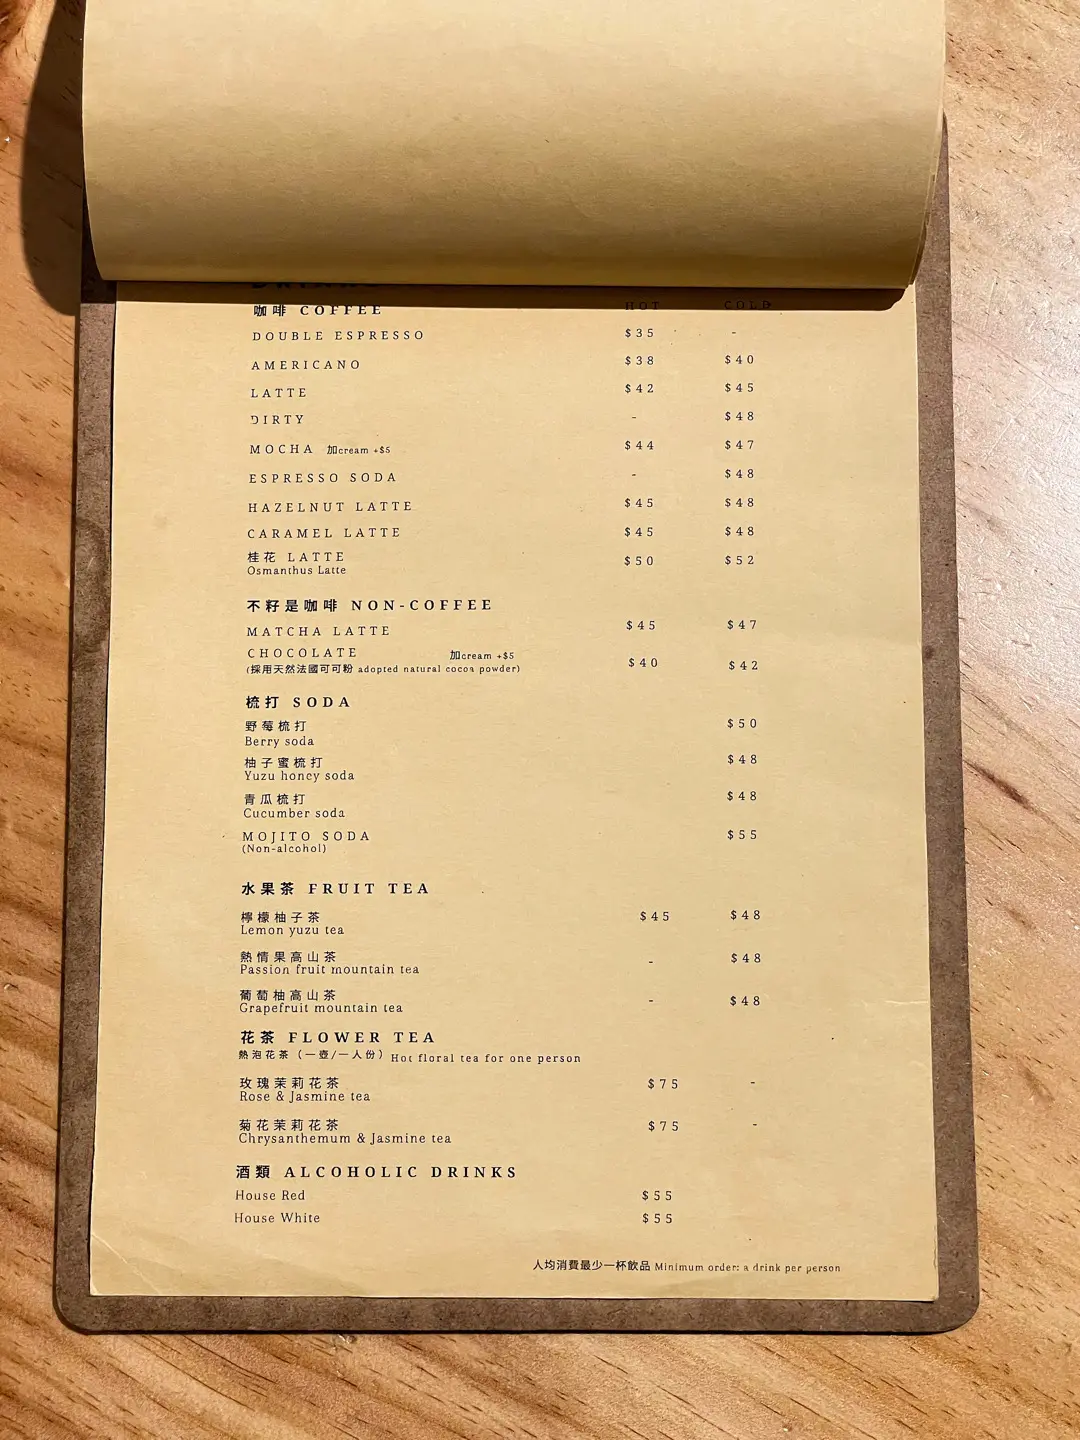 咖啡 COFFEE HOT COLD
DOUBLE ESPRESSO $35 -
AMERICANO $38 $40
LATTE $42 $45
DIRTY - $48
MOCHA 加cream +$5 $44 $47
ESPRESSO SODA - $48
HAZELNUT LATTE $45 $48
CARAMEL LATTE $45 $48
桂花 LATTE $50 $52
Osmanthus Latte
不籽是咖啡 NON-COFFEE
MATCHA LATTE $45 $47
CHOCOLATE 加cream +$5 $40 $42
(採用天然法國可可粉 adopted natural cocoa powder)
梳打 SODA
野莓梳打 $50
Berry soda
柚子蜜梳打 $48
Yuzu honey soda
青瓜梳打 $48
Cucumber soda
MOJITO SODA $55
(Non-alcohol)
水果茶 FRUIT TEA
檸檬柚子茶 $45 $48
Lemon yuzu tea
熱情果高山茶 - $48
Passion fruit mountain tea
葡萄柚高山茶 - $48
Grapefruit mountain tea
花茶 FLOWER TEA
熱泡花茶（一壺/一人份）Hot floral tea for one person
玫瑰茉莉花茶 $75 -
Rose & Jasmine tea
菊花茉莉花茶 $75 -
Chrysanthemum & Jasmine tea
酒類 ALCOHOLIC DRINKS
House Red $55
House White $55
人均消費最少一杯飲品 Minimum order: a drink per person